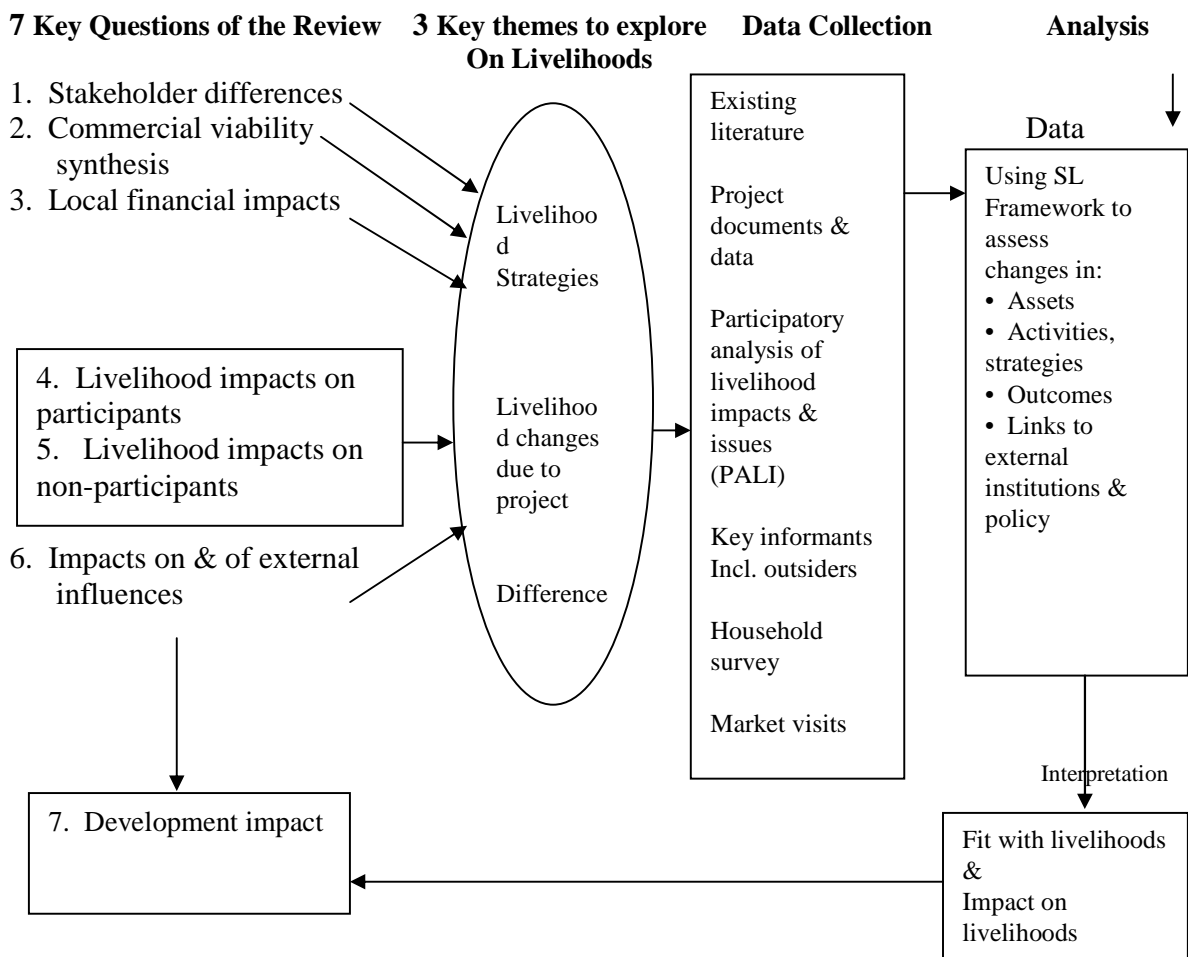 7 Key Questions of the Review
3 Key themes to explore
On Livelihoods
Data Collection
Analysis
1. Stakeholder differences
2. Commercial viability
synthesis
3. Local financial impacts
4. Livelihood impacts on
participants
5. Livelihood impacts on
non-participants
6. Impacts on & of external
influences
7. Development impact
Livelihoo
d
Strategies
Livelihoo
d changes
due to
project
Difference
Existing
literature
Project
documents &
data
Participatory
analysis of
livelihood
impacts &
issues
(PALI)
Key informants
Incl. outsiders
Household
survey
Market visits
Data
Using SL
Framework to
assess
changes in:
• Assets
• Activities,
strategies
• Outcomes
• Links to
external
institutions &
policy
Interpretation
Fit with livelihoods
&
Impact on
livelihoods